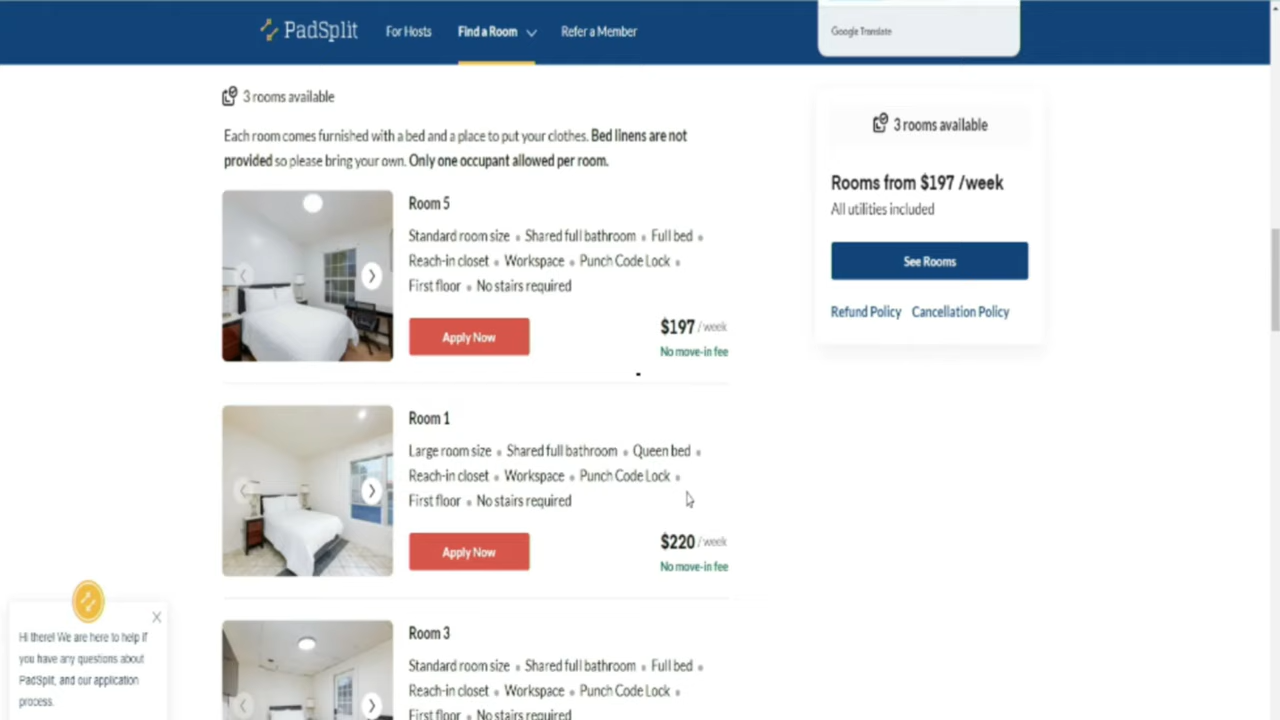 PadSplit
For Hosts
Find a Room
Refer a Member
Google Translate
3 rooms available
Each room comes furnished with a bed and a place to put your clothes. Bed linens are not
provided so please bring your own. Only one occupant allowed per room.
Room 5
Standard room size • Shared full bathroom • Full bed •
Reach-in closet • Workspace • Punch Code Lock •
First floor • No stairs required
Apply Now
$197 /week
No move-in fee
Room 1
Large room size • Shared full bathroom • Queen bed •
Reach-in closet • Workspace • Punch Code Lock •
First floor • No stairs required
Apply Now
$220 /week
No move-in fee
Room 3
Standard room size • Shared full bathroom • Full bed •
Reach-in closet • Workspace • Punch Code Lock •
First floor • No stairs required
3 rooms available
Rooms from $197 /week
All utilities included
See Rooms
Refund Policy Cancellation Policy
X
Hi there! We are here to help if
you have any questions about
PadSplit, and our application
process.